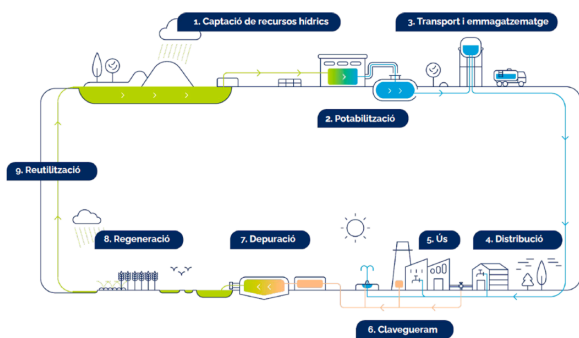 1. Captació de recursos hídrics
2. Potabilització
3. Transport i emmagatzematge
4. Distribució
5. Ús
6. Clavegueram
7. Depuració
8. Regeneració
9. Reutilització